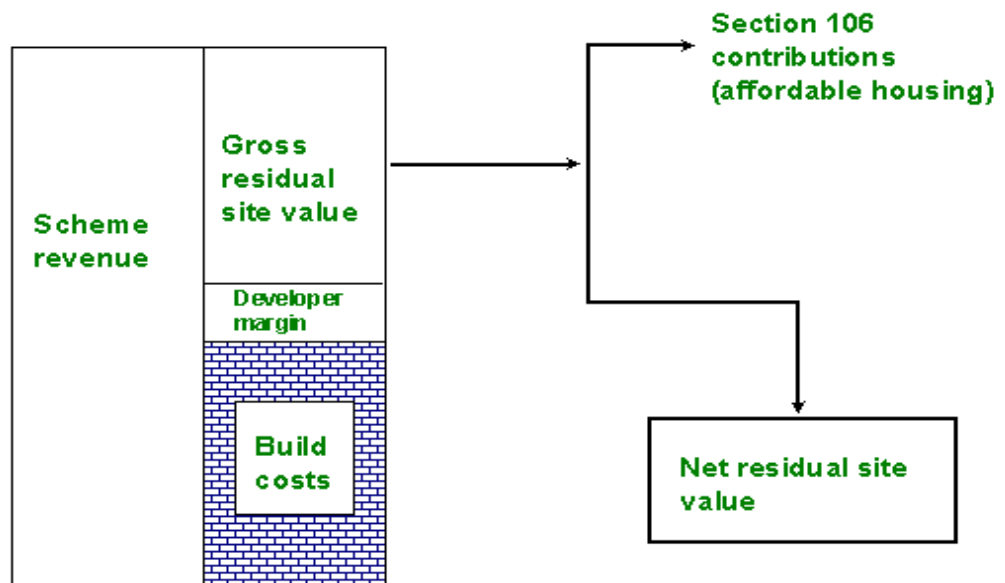 Section 106
contributions
(affordable housing)
Gross
residual
site value
Scheme
revenue
Developer
margin
Build
costs
Net residual site
value